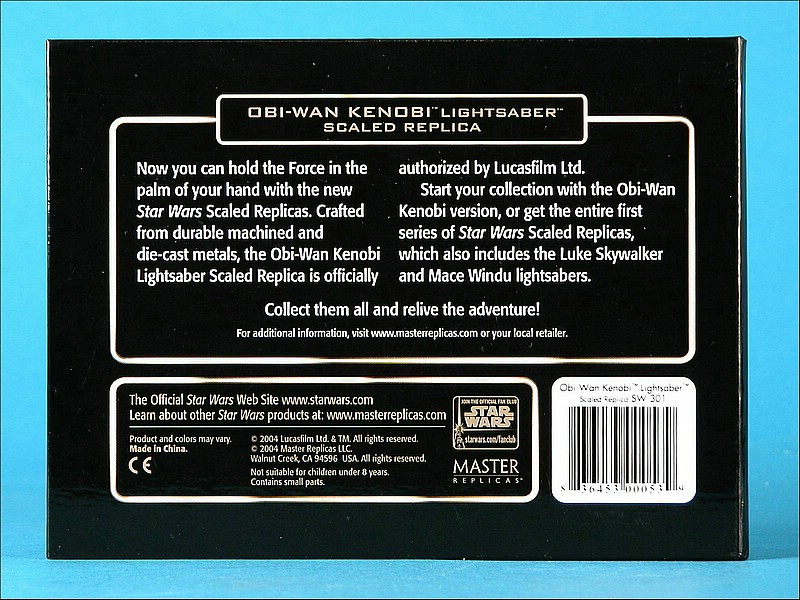 OBI-WAN KENOBI™ LIGHTSABER™
SCALED REPLICA
Now you can hold the Force in the
palm of your hand with the new
Star Wars Scaled Replicas. Crafted
from durable machined and
die-cast metals, the Obi-Wan Kenobi
Lightsaber Scaled Replica is officially
authorized by Lucasfilm Ltd.
Start your collection with the Obi-Wan
Kenobi version, or get the entire first
series of Star Wars Scaled Replicas,
which also includes the Luke Skywalker
and Mace Windu lightsabers.
Collect them all and relive the adventure!
For additional information, visit www.masterreplicas.com or your local retailer.
The Official Star Wars Web Site www.starwars.com
Learn about other Star Wars products at: www.masterreplicas.com
Product and colors may vary.
Made in China.
CE
© 2004 Lucasfilm Ltd. & TM. All rights reserved.
© 2004 Master Replicas LLC.
Walnut Creek, CA 94596 USA. All rights reserved.
Not suitable for children under 8 years.
Contains small parts.
JOIN THE OFFICIAL FAN CLUB
STAR WARS
starwars.com/fanclub
MASTER
REPLICAS
Obi-Wan Kenobi™ Lightsaber™
Scaled Replica SW 301
8 36453 00053 9